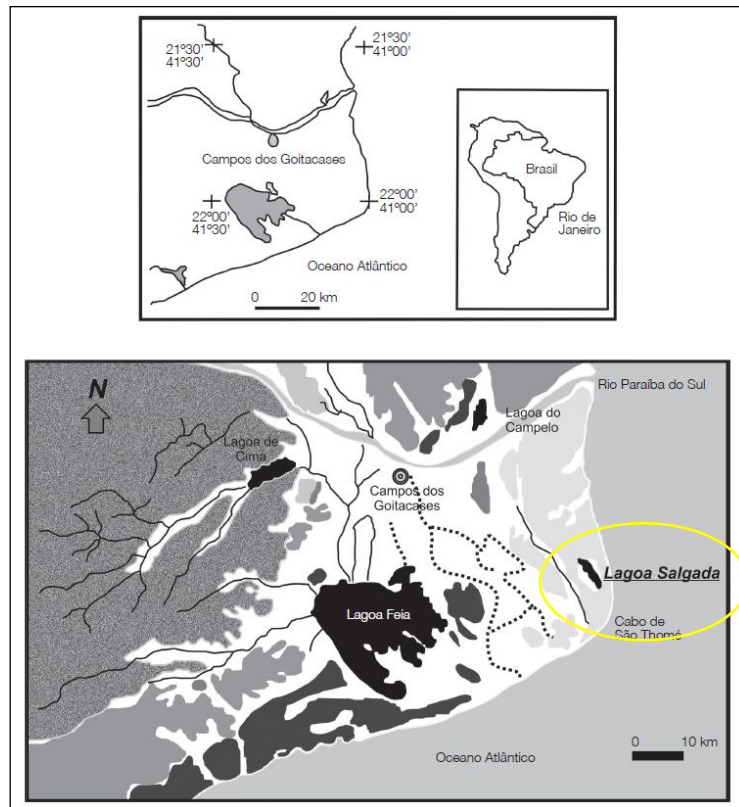 21º30'
41º30'
21º30'
41º00'
Campos dos Goitacases
22º00'
41º30'
22º00'
41º00'
Oceano Atlântico
0 20 km
Brasil
Rio de
Janeiro
N
Rio Paraíba do Sul
Lagoa do
Campelo
Lagoa de
Cima
Campos dos
Goitacases
Lagoa Salgada
Lagoa Feia
Cabo de
São Thomé
0 10 km
Oceano Atlântico